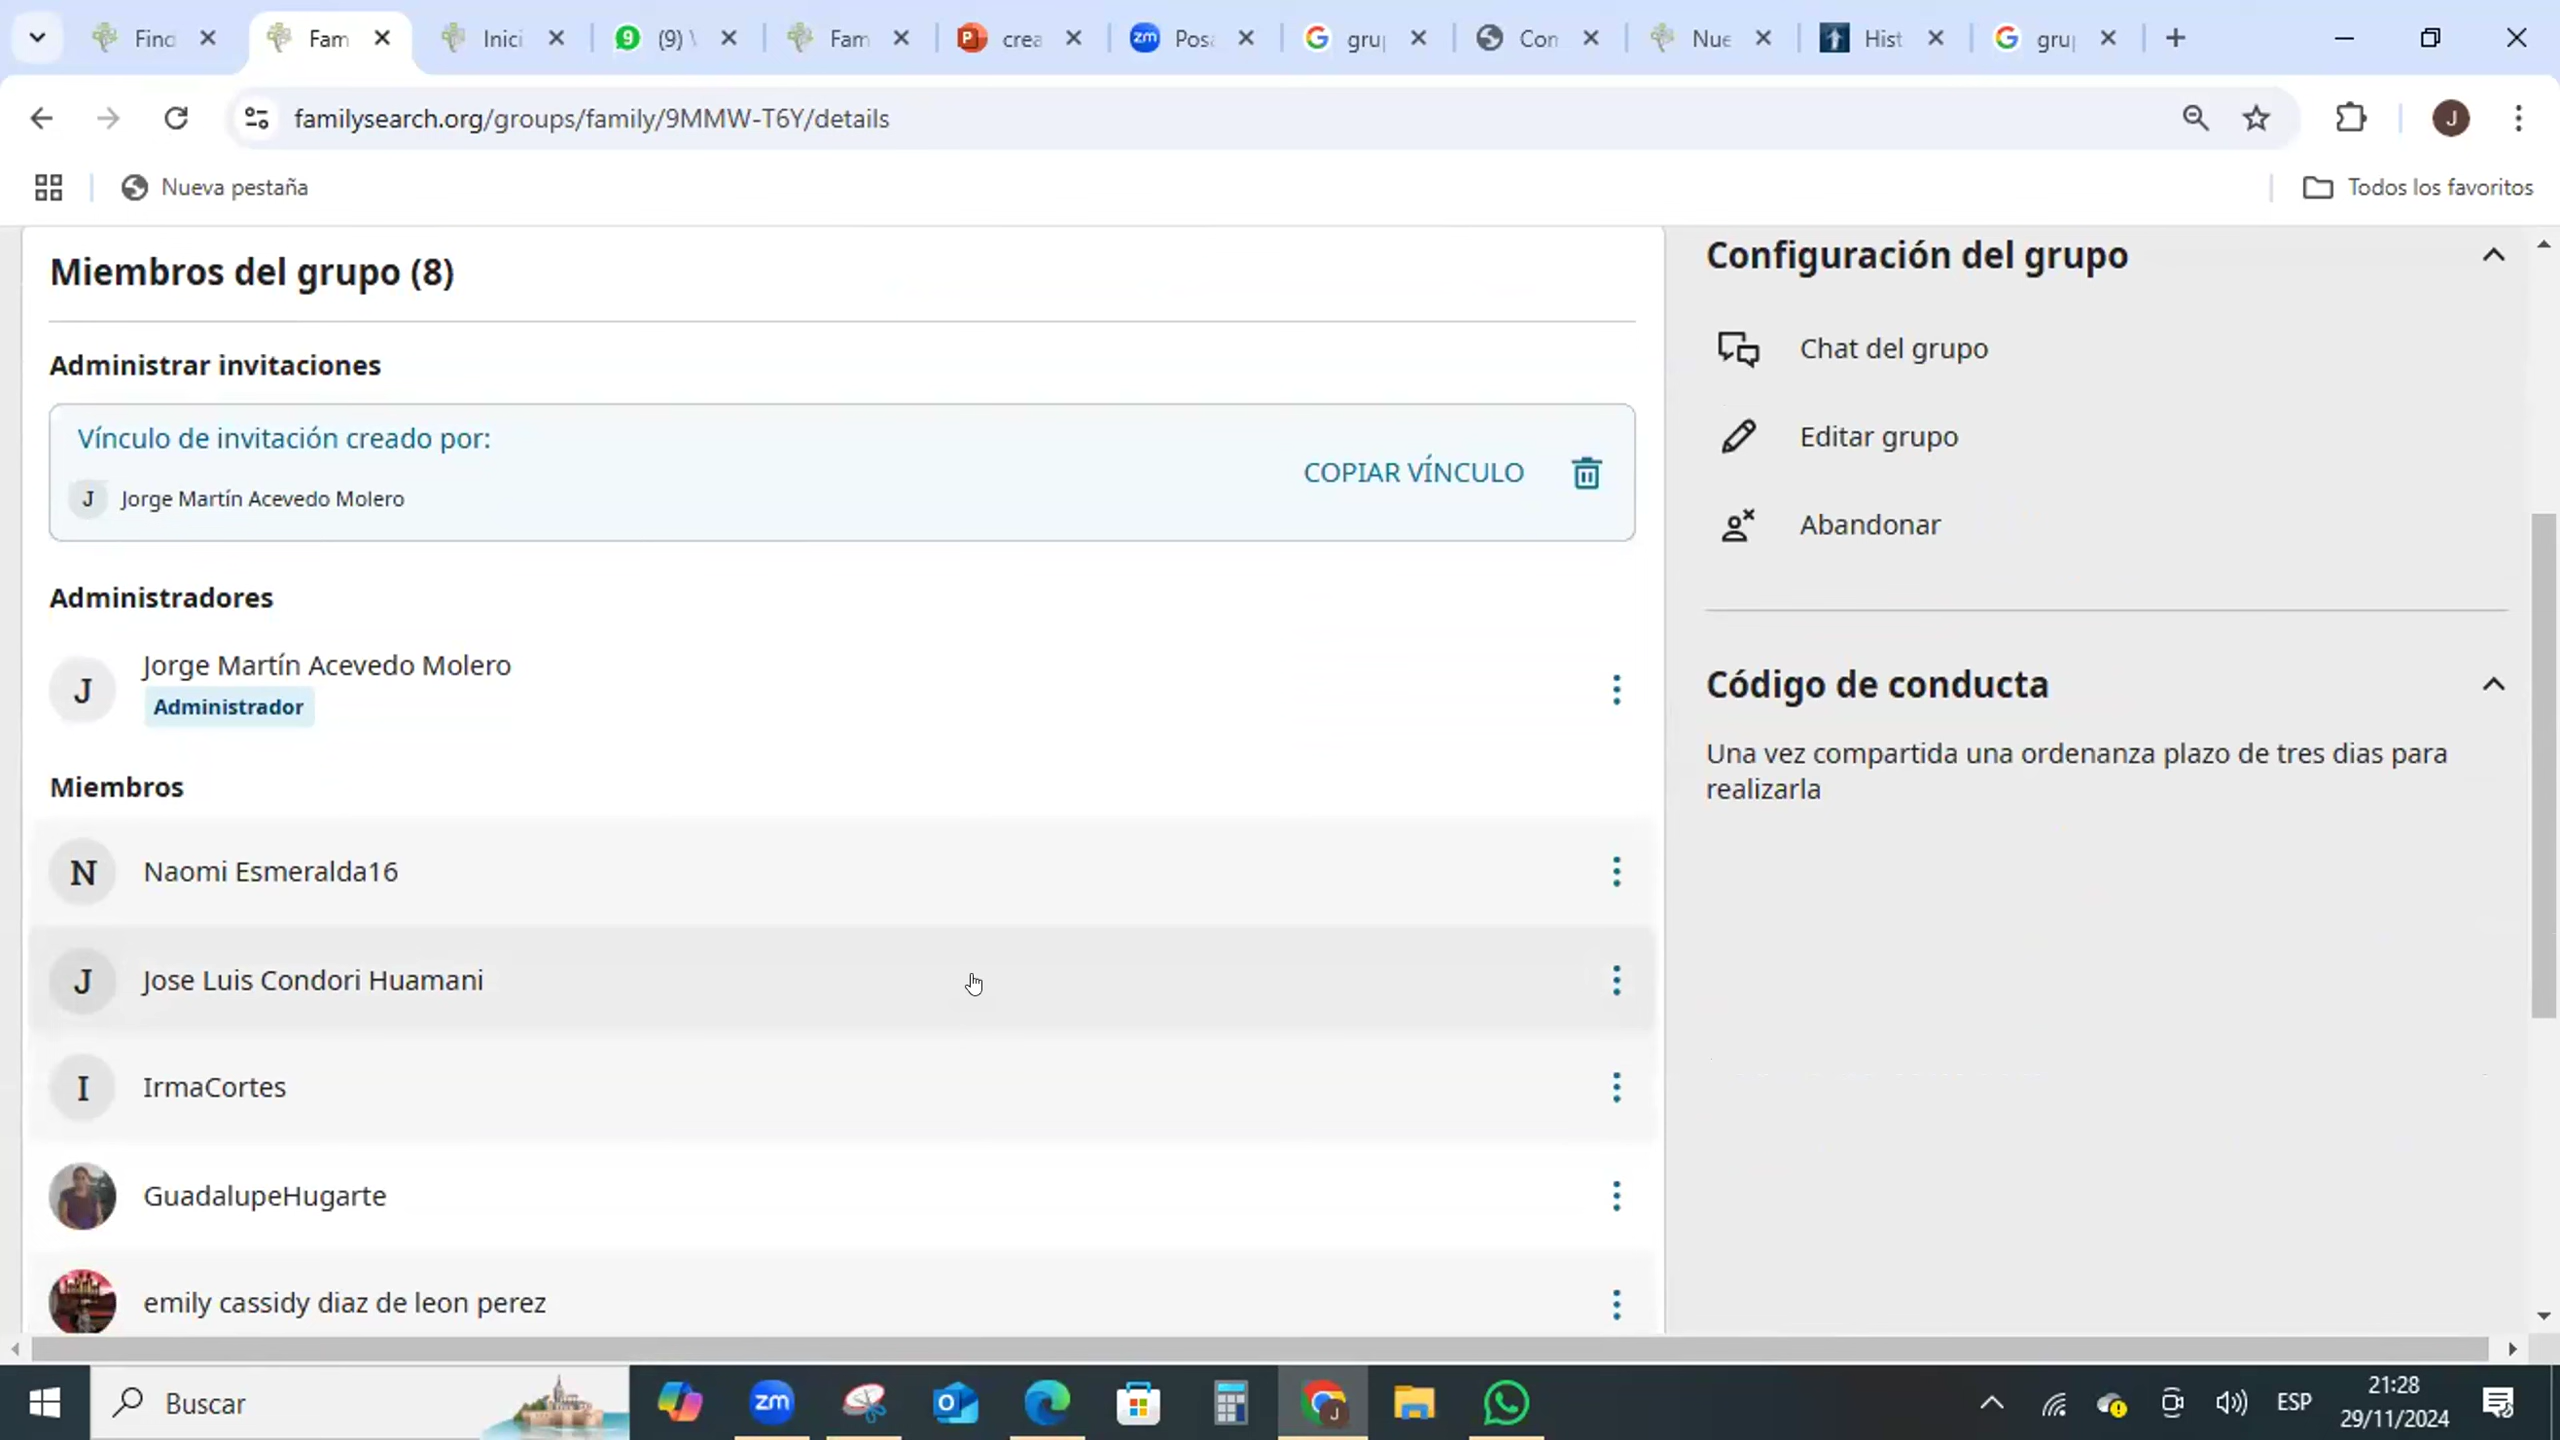 Find
Fam
Inici
(9)
Fam
crea
Pos
gru
Con
Nue
Hist
gru
familysearch.org/groups/family/9MMW-T6Y/details
J
Nueva pestaña
Todos los favoritos
Miembros del grupo (8)
Administrar invitaciones
Vínculo de invitación creado por:
J Jorge Martín Acevedo Molero
COPIAR VÍNCULO
Administradores
J
Jorge Martín Acevedo Molero
Administrador
Miembros
N Naomi Esmeralda16
J Jose Luis Condori Huamani
I IrmaCortes
GuadalupeHugarte
emily cassidy diaz de leon perez
Configuración del grupo
Chat del grupo
Editar grupo
Abandonar
Código de conducta
Una vez compartida una ordenanza plazo de tres dias para
realizarla
Buscar
zm
ESP
21:28
29/11/2024